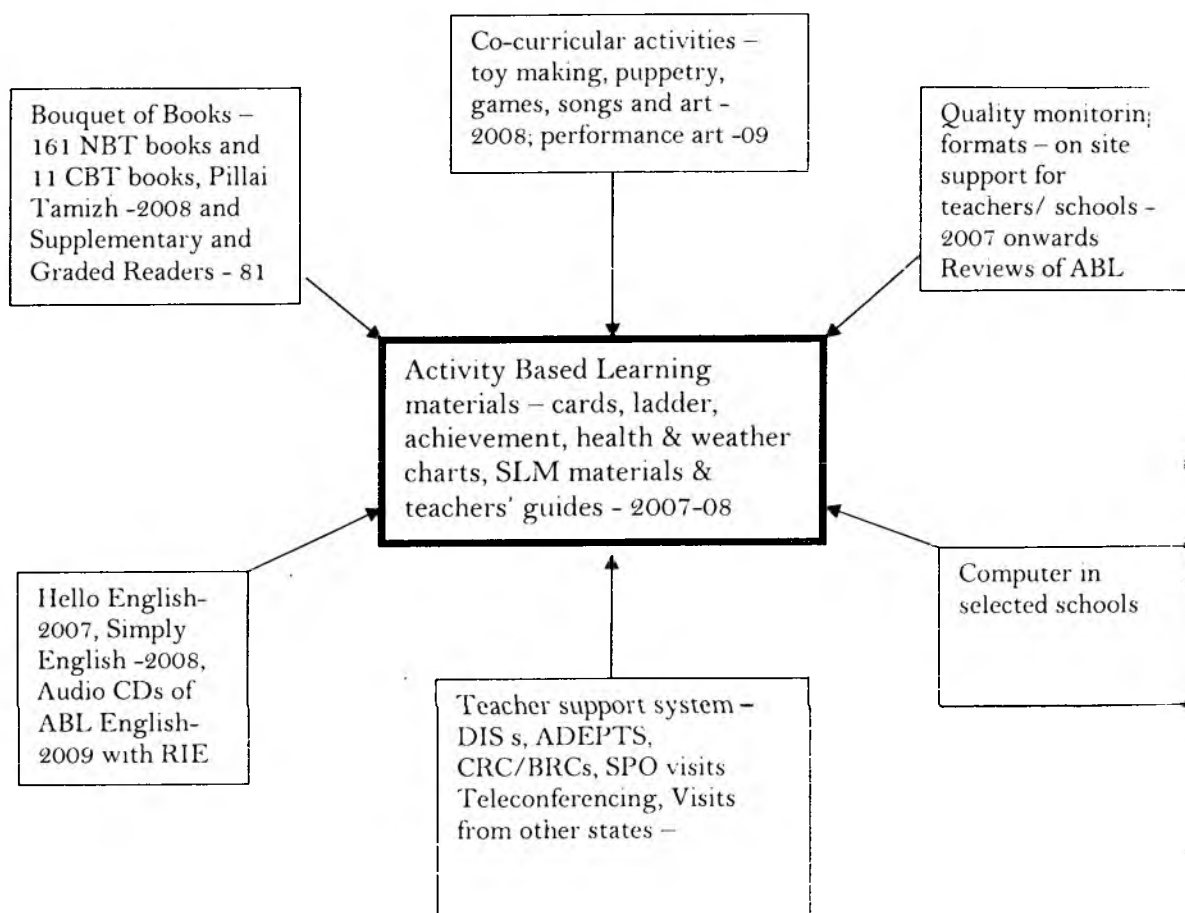 Co-curricular activities –
toy making, puppetry,
games, songs and art -
2008; performance art -09
Bouquet of Books –
161 NBT books and
11 CBT books, Pillai
Tamizh -2008 and
Supplementary and
Graded Readers - 81
Quality monitorin
formats – on site
support for
teachers/ schools -
2007 onwards
Reviews of ABL
Activity Based Learning
materials – cards, ladder,
achievement, health & weather
charts, SLM materials &
teachers' guides - 2007-08
Hello English-
2007, Simply
English -2008,
Audio CDs of
ABL English-
2009 with RIE
Teacher support system –
DIS s, ADEPTS,
CRC/BRCs, SPO visits
Teleconferencing, Visits
from other states –
Computer in
selected schools